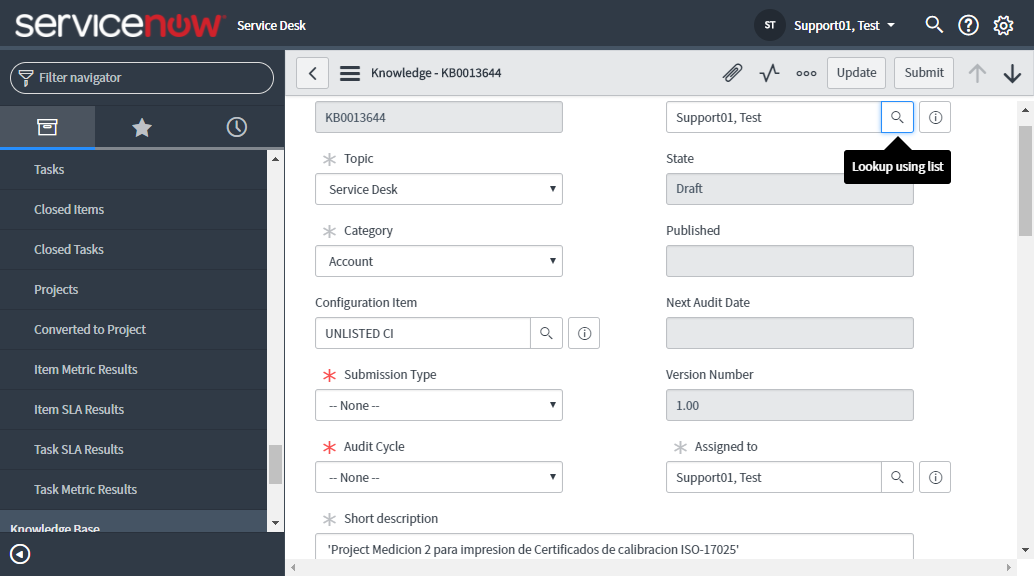 servicenow Service Desk
ST Support01, Test
Filter navigator
Knowledge - KB0013644
Update
Submit
Tasks
Closed Items
Closed Tasks
Projects
Converted to Project
Item Metric Results
Item SLA Results
Task SLA Results
Task Metric Results
Knowledge Base
KB0013644
Support01, Test
Lookup using list
Topic
State
Service Desk
Draft
Category
Published
Account
Configuration Item
Next Audit Date
UNLISTED CI
Submission Type
Version Number
-- None --
1.00
Audit Cycle
Assigned to
-- None --
Support01, Test
Short description
'Project Medicion 2 para impresion de Certificados de calibracion ISO-17025'